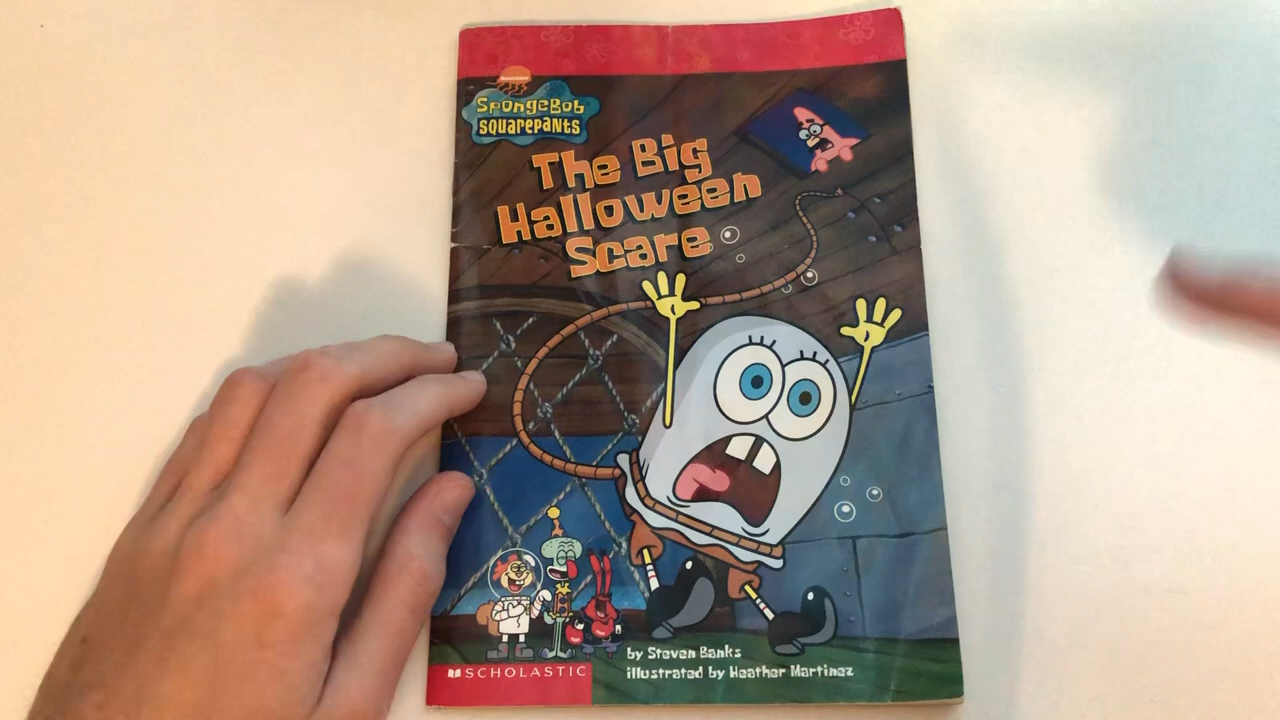 Nickelodeon
SpongeBob
SquarePants
The Big
Halloween
Scare
by Steven Banks
illustrated by Heather Martinez
SCHOLASTIC